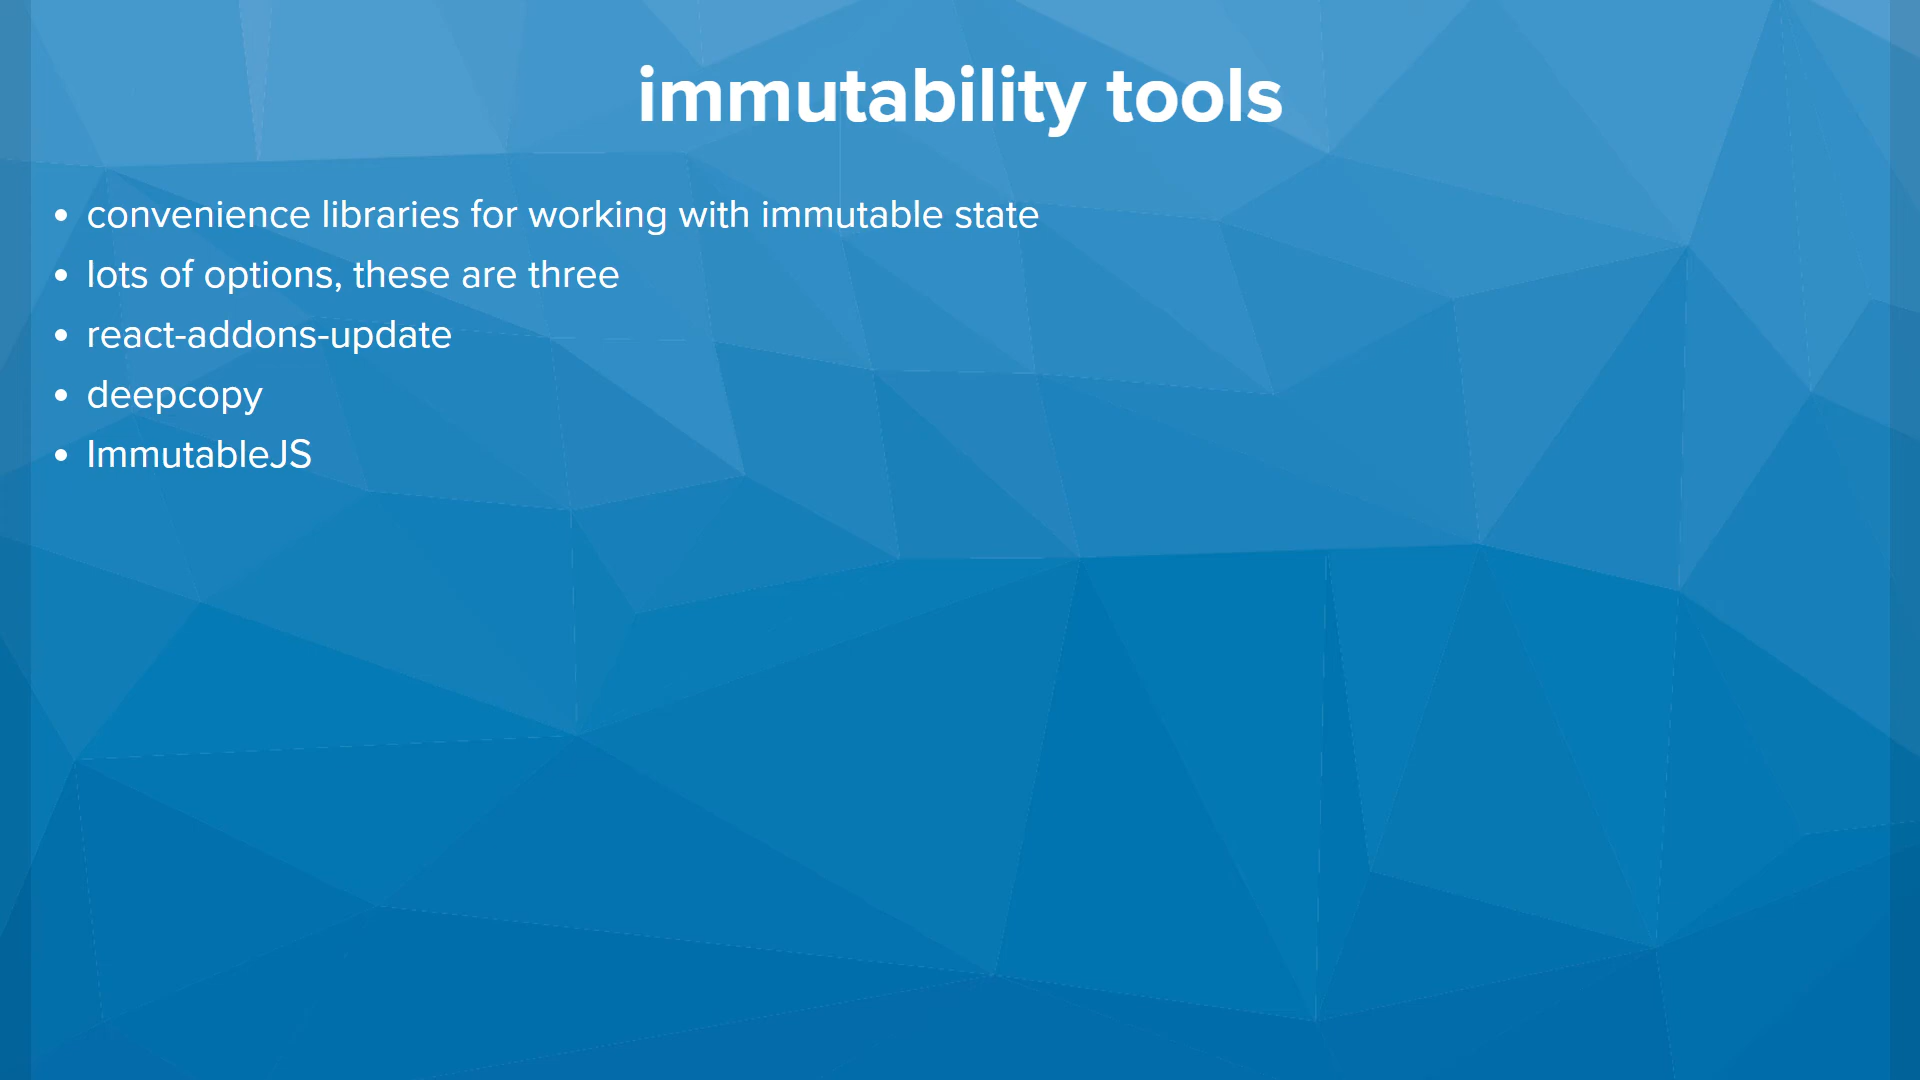 immutability tools
convenience libraries for working with immutable state
lots of options, these are three
react-addons-update
deepcopy
ImmutableJS